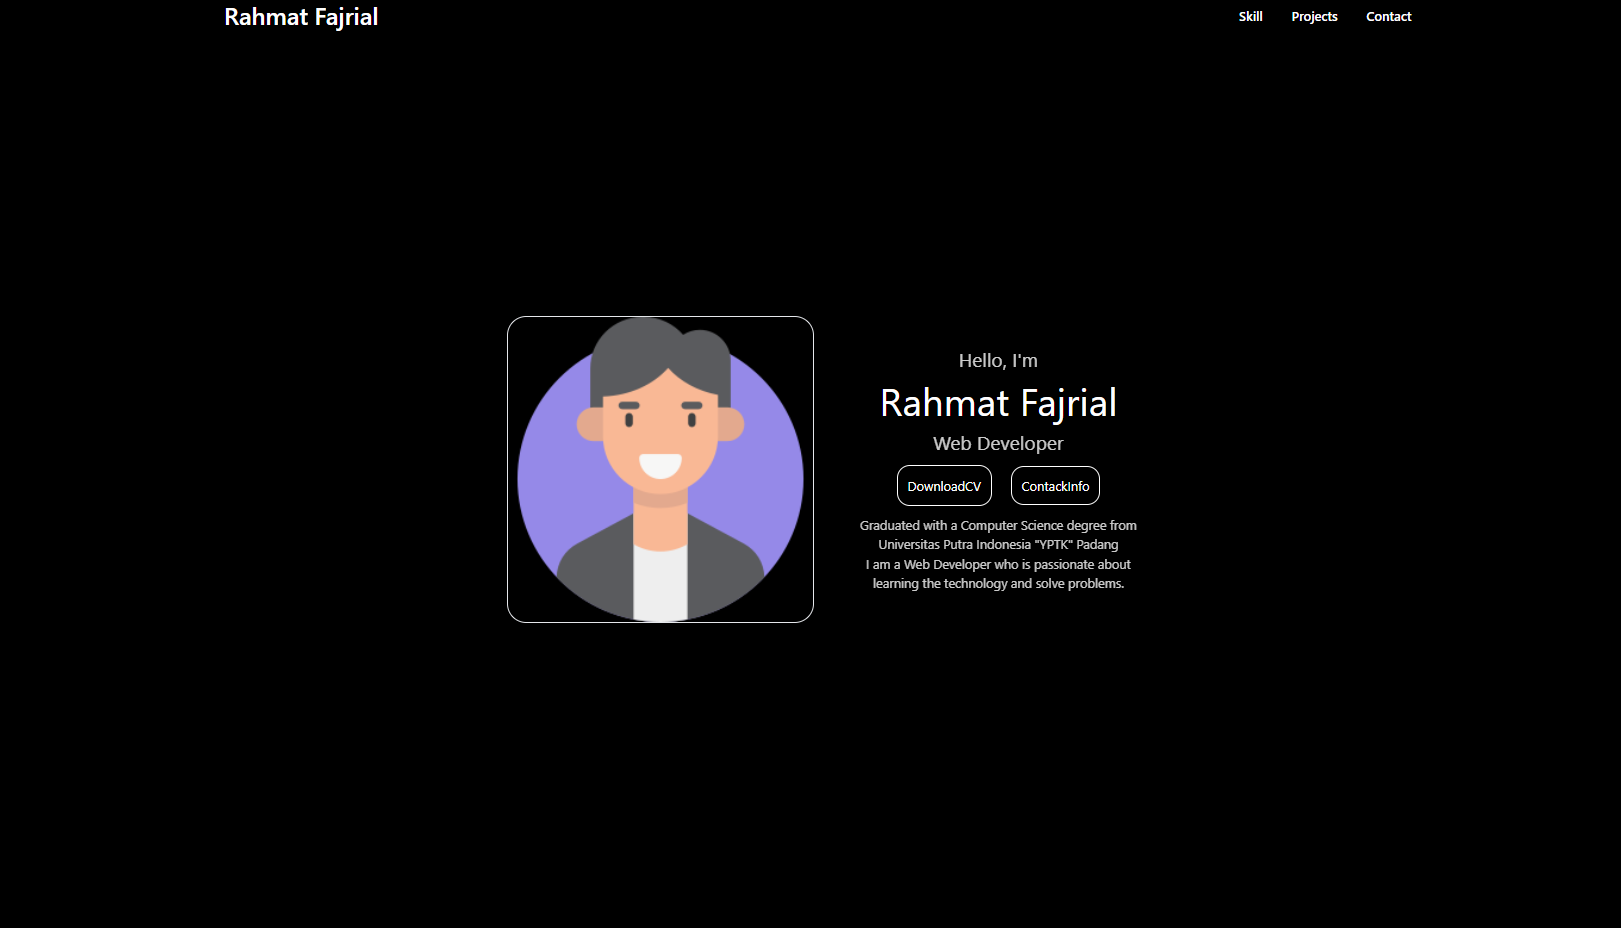 Rahmat Fajrial
Skill
Projects
Contact
Hello, I'm
Rahmat Fajrial
Web Developer
DownloadCV
ContackInfo
Graduated with a Computer Science degree from
Universitas Putra Indonesia "YPTK" Padang
I am a Web Developer who is passionate about
learning the technology and solve problems.